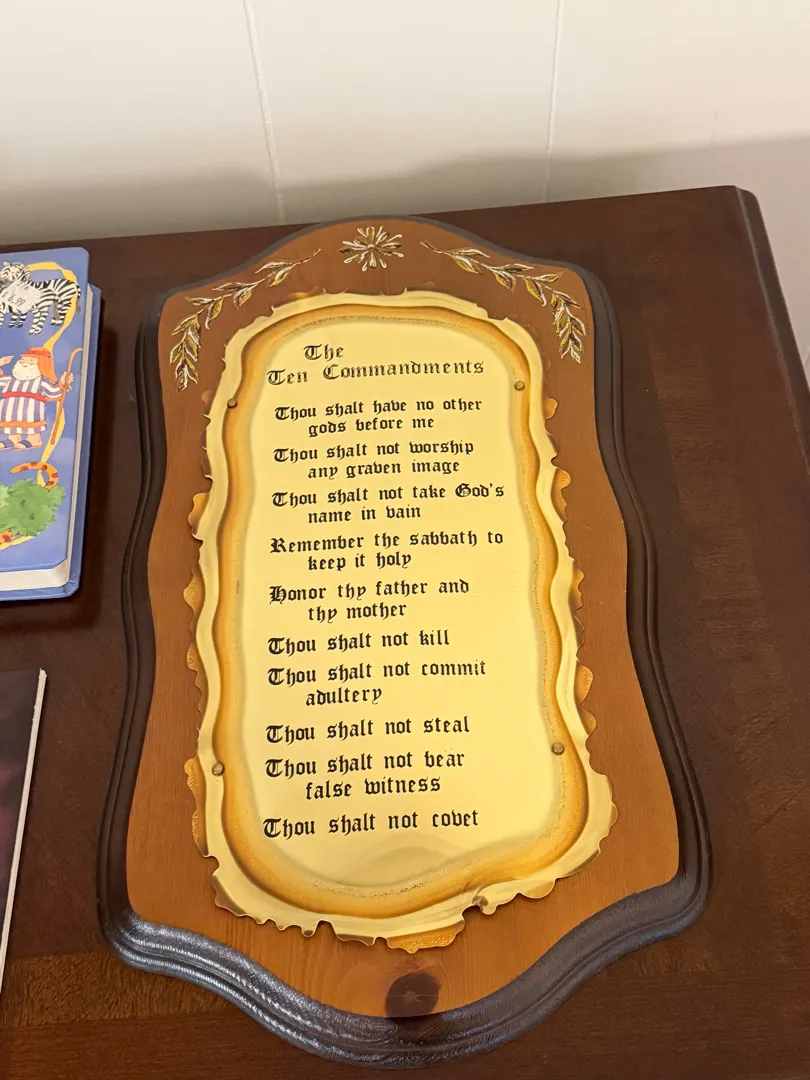 The
Ten Commandments
Thou shalt have no other
gods before me
Thou shalt not worship
any graven image
Thou shalt not take God's
name in vain
Remember the sabbath to
keep it holy
Honor thy father and
thy mother
Thou shalt not kill
Thou shalt not commit
adultery
Thou shalt not steal
Thou shalt not bear
false witness
Thou shalt not covet